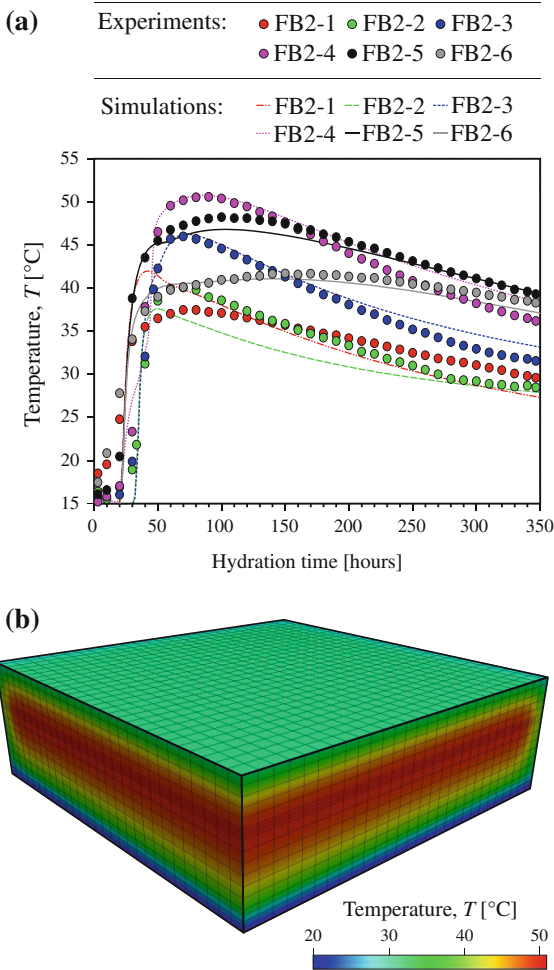 (a)
Experiments: FB2-1 FB2-2 FB2-3
FB2-4 FB2-5 FB2-6
Simulations: FB2-1 FB2-2 FB2-3
FB2-4 FB2-5 FB2-6
55
50
45
40
35
30
25
20
15
Temperature, T [°C]
0 50 100 150 200 250 300 350
Hydration time [hours]
(b)
Temperature, T [°C]
20 30 40 50